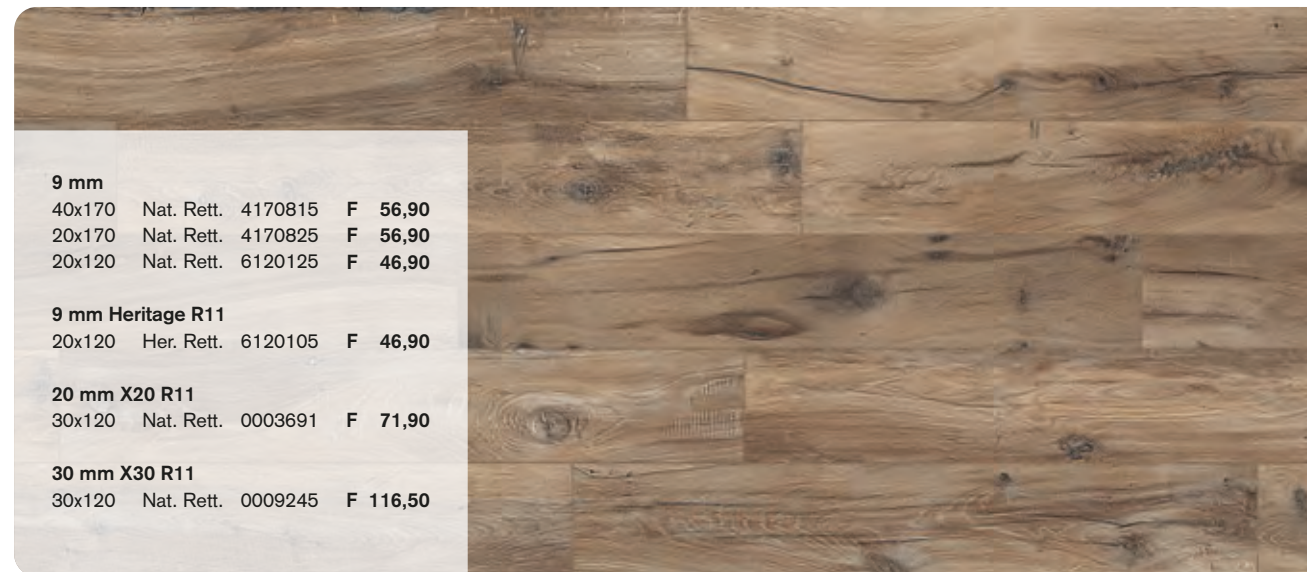 9 mm
40x170 Nat. Rett. 4170815 F 56,90
20x170 Nat. Rett. 4170825 F 56,90
20x120 Nat. Rett. 6120125 F 46,90
9 mm Heritage R11
20x120 Her. Rett. 6120105 F 46,90
20 mm X20 R11
30x120 Nat. Rett. 0003691 F 71,90
30 mm X30 R11
30x120 Nat. Rett. 0009245 F 116,50